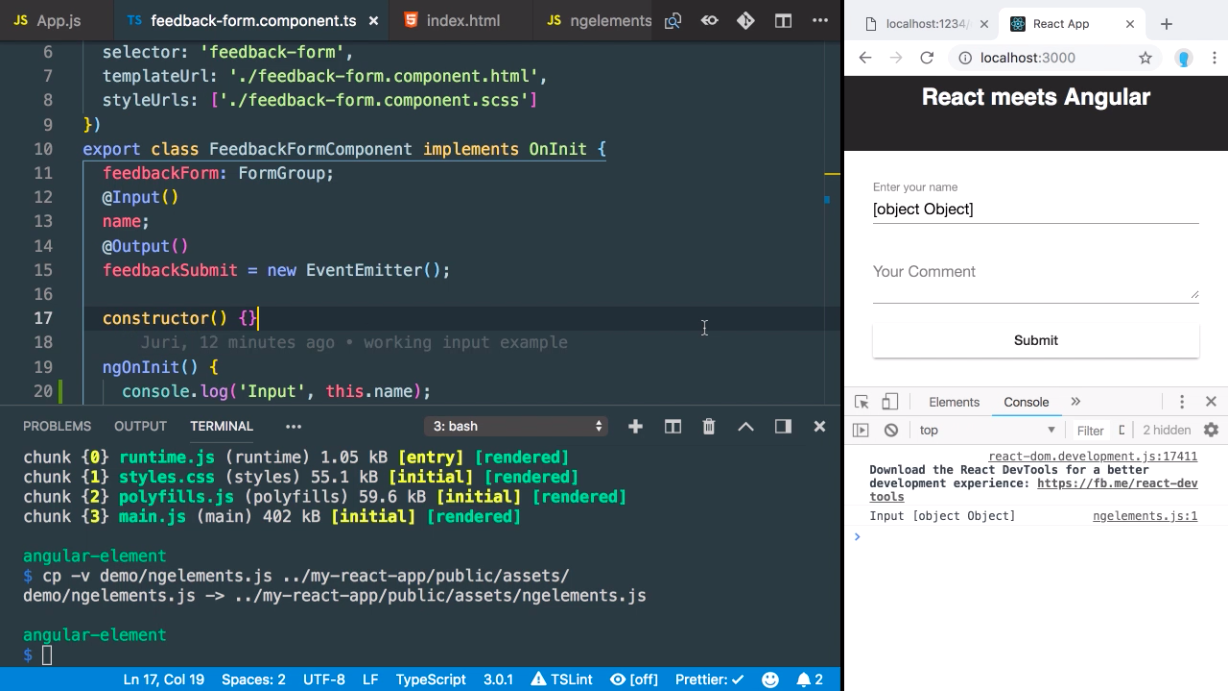 JS App.js
TS feedback-form.component.ts ×
index.html
JS ngelements
6 selector: 'feedback-form',
7 templateUrl: './feedback-form.component.html',
8 styleUrls: ['./feedback-form.component.scss']
9 })
10 export class FeedbackFormComponent implements OnInit {
11 feedbackForm: FormGroup;
12 @Input()
13 name;
14 @Output()
15 feedbackSubmit = new EventEmitter();
16
17 constructor() {}
18 Juri, 12 minutes ago • working input example
19 ngOnInit() {
20 console.log('Input', this.name);
PROBLEMS OUTPUT TERMINAL ••• 3: bash
chunk {0} runtime.js (runtime) 1.05 kB [entry] [rendered]
chunk {1} styles.css (styles) 55.1 kB [initial] [rendered]
chunk {2} polyfills.js (polyfills) 59.6 kB [initial] [rendered]
chunk {3} main.js (main) 402 kB [initial] [rendered]
angular-element
$ cp -v demo/ngelements.js ../my-react-app/public/assets/
demo/ngelements.js -> ../my-react-app/public/assets/ngelements.js
angular-element
$
Ln 17, Col 19 Spaces: 2 UTF-8 LF TypeScript 3.0.1 TSLint [off] Prettier: ✓ 2
localhost:1234/ × React App × +
localhost:3000
React meets Angular
Enter your name
[object Object]
Your Comment
Submit
Elements Console »
top Filter 2 hidden
react-dom.development.js:17411
Download the React DevTools for a better
development experience: https://fb.me/react-dev
tools
Input [object Object] ngelements.js:1
>